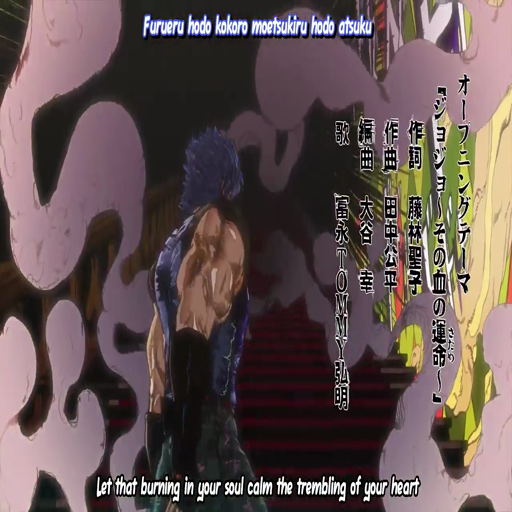 Furueru hodo kokoro moetsukiru hodo atsuku
オープニングテーマ
『ジョジョ～その血の運命～』
さだめ
作詞 藤林聖子
作曲 田中公平
編曲 大谷 幸
歌 冨永TOMMY弘明
Let that burning in your soul calm the trembling of your heart